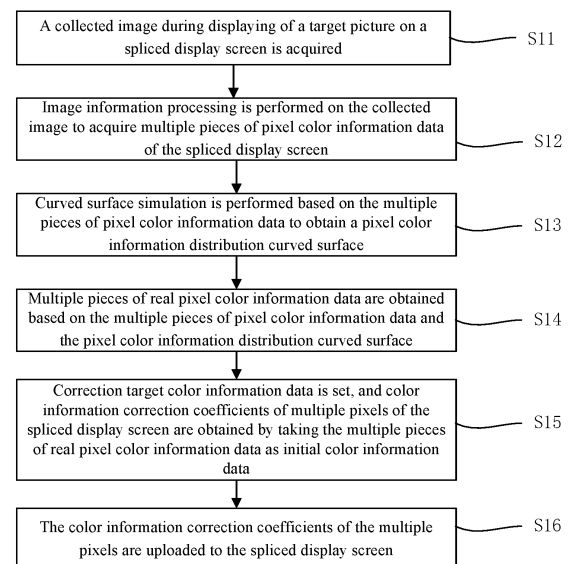 A collected image during displaying of a target picture on a
spliced display screen is acquired
S11
Image information processing is performed on the collected
image to acquire multiple pieces of pixel color information data
of the spliced display screen
S12
Curved surface simulation is performed based on the multiple
pieces of pixel color information data to obtain a pixel color
information distribution curved surface
S13
Multiple pieces of real pixel color information data are obtained
based on the multiple pieces of pixel color information data and
the pixel color information distribution curved surface
S14
Correction target color information data is set, and color
information correction coefficients of multiple pixels of the
spliced display screen are obtained by taking the multiple pieces
of real pixel color information data as initial color information
data
S15
The color information correction coefficients of the multiple
pixels are uploaded to the spliced display screen
S16